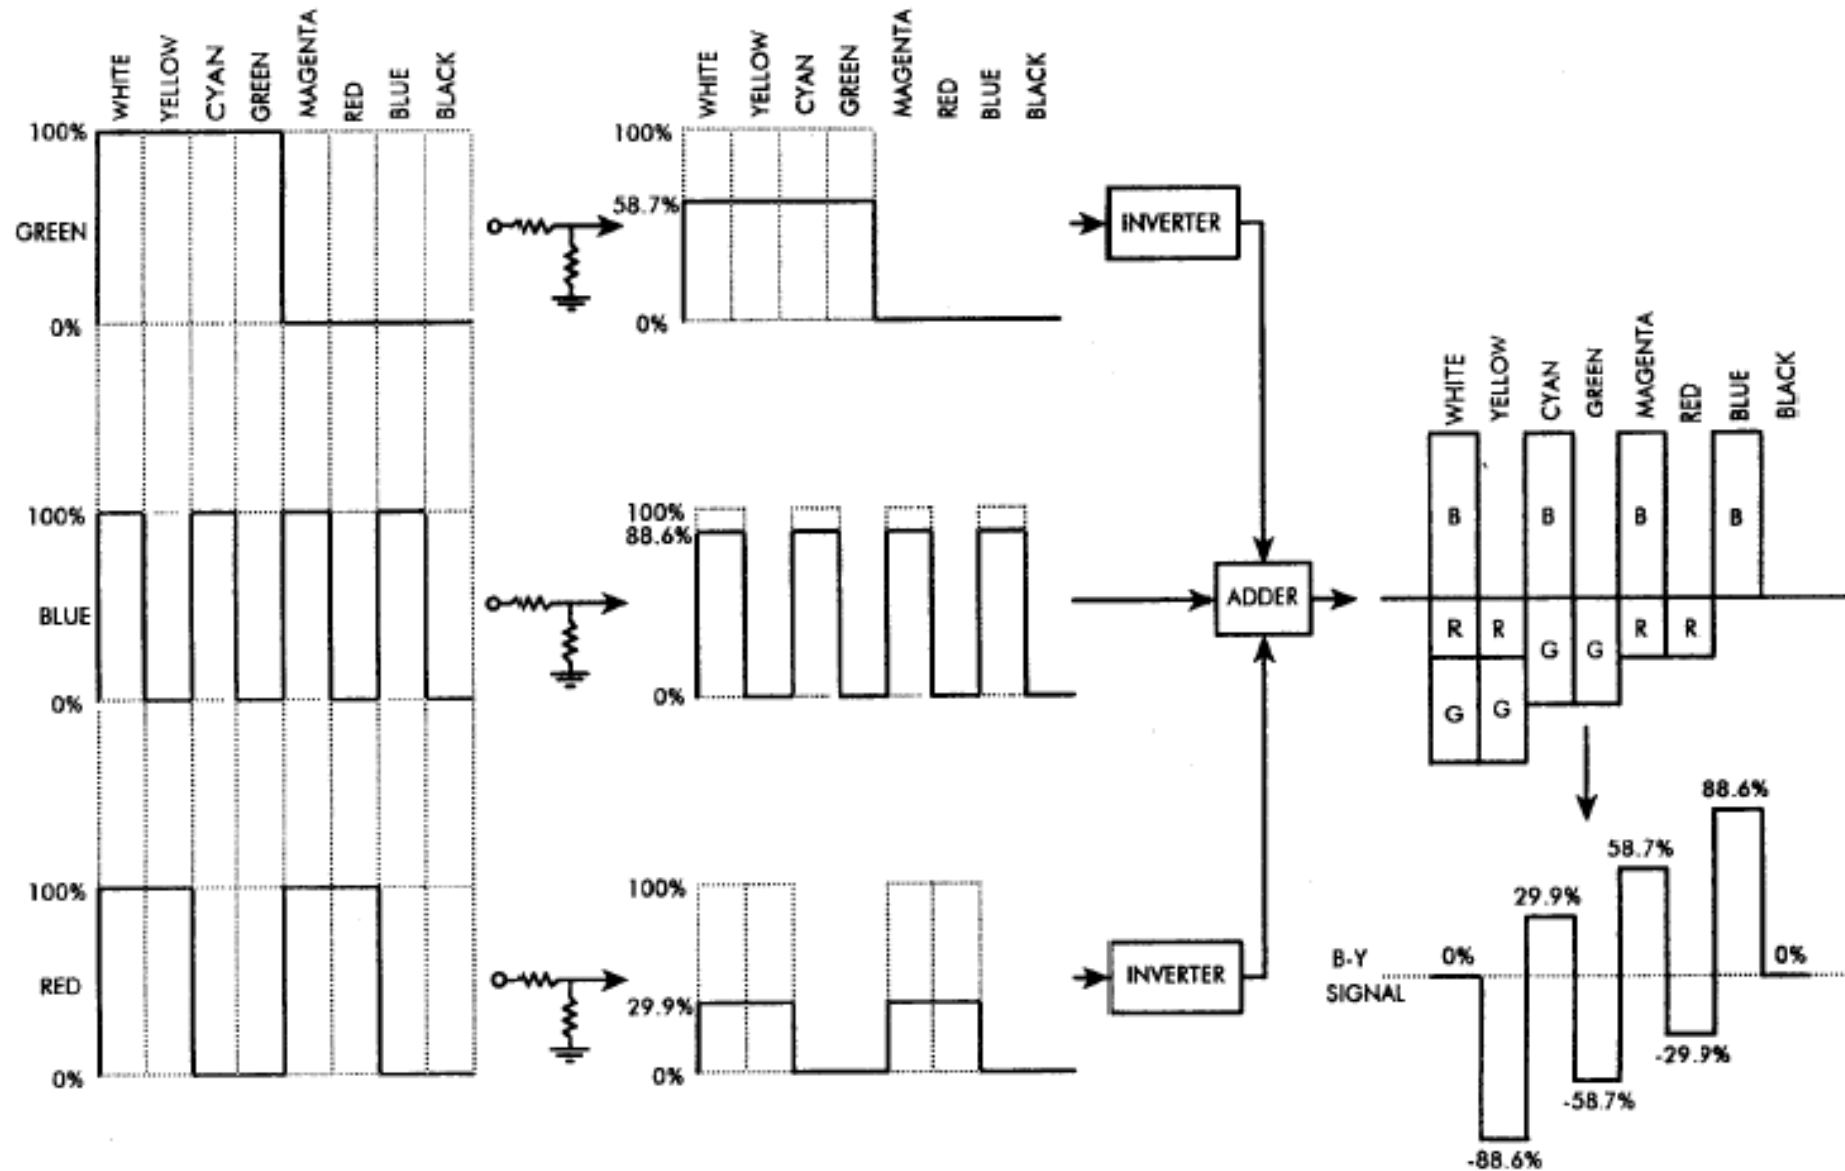 WHITE YELLOW CYAN GREEN MAGENTA RED BLUE BLACK
100%
GREEN
0%
WHITE YELLOW CYAN GREEN MAGENTA RED BLUE BLACK
100%
58.7%
0%
INVERTER
100%
BLUE
0%
100%
88.6%
0%
ADDER
100%
RED
0%
100%
29.9%
0%
INVERTER
WHITE YELLOW CYAN GREEN MAGENTA RED BLUE BLACK
B B B B
R R G G R R
G G
B-Y
SIGNAL
0%
-88.6%
29.9%
-58.7%
58.7%
-29.9%
88.6%
0%